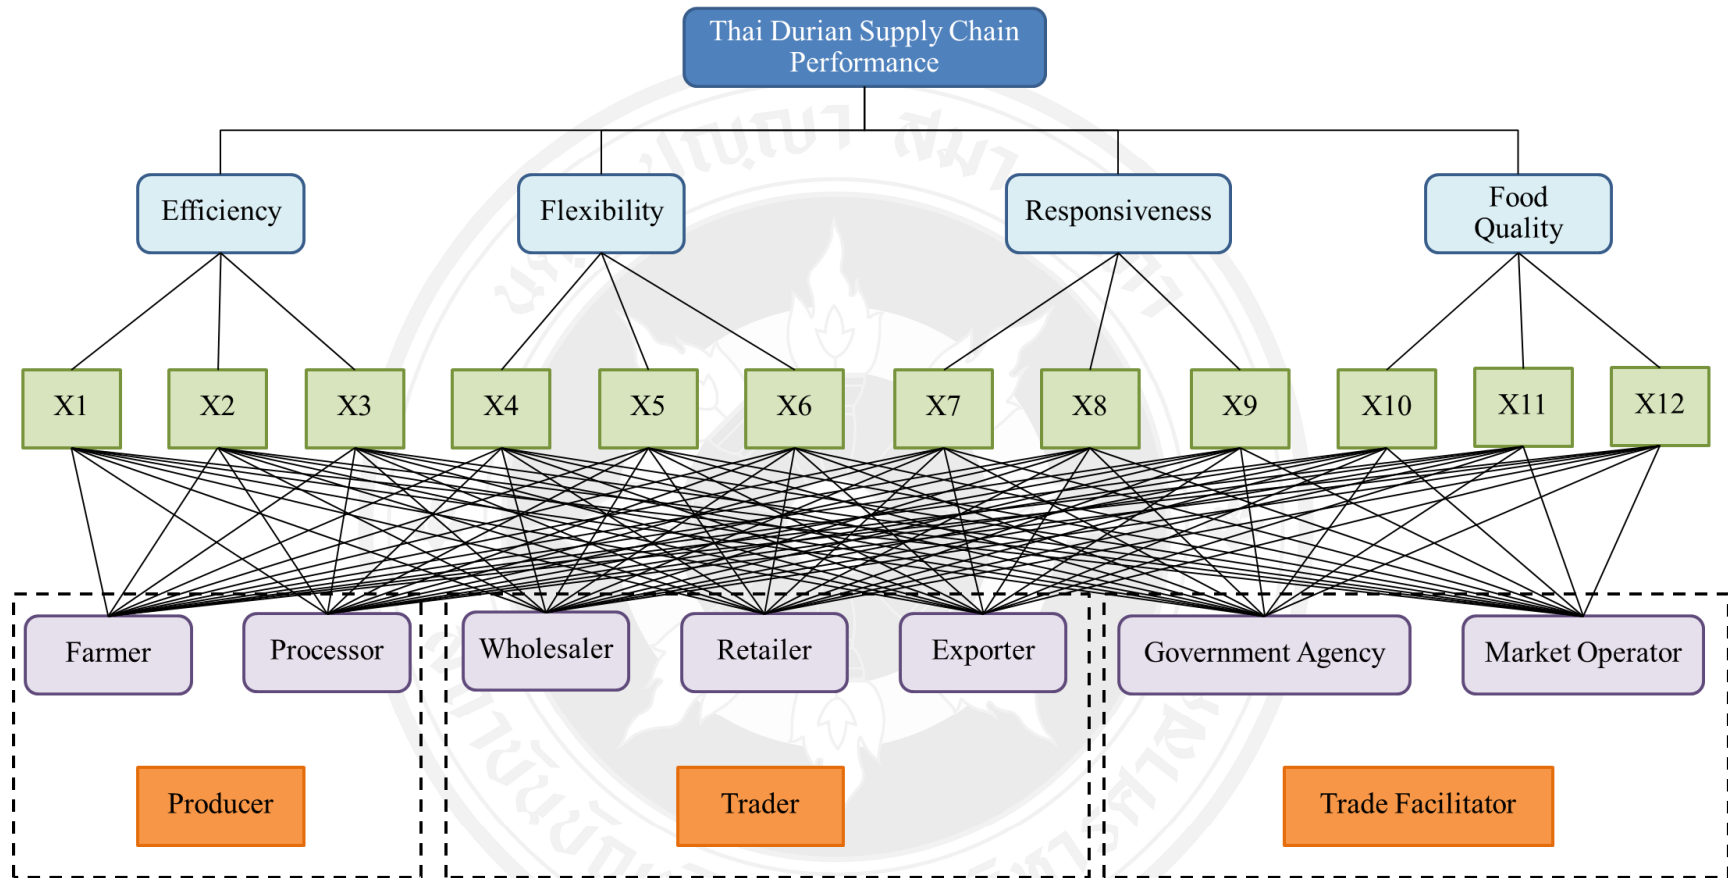 Thai Durian Supply Chain
Performance
Efficiency
Flexibility
Responsiveness
Food
Quality
X1
X2
X3
X4
X5
X6
X7
X8
X9
X10
X11
X12
Farmer
Processor
Wholesaler
Retailer
Exporter
Government Agency
Market Operator
Producer
Trader
Trade Facilitator